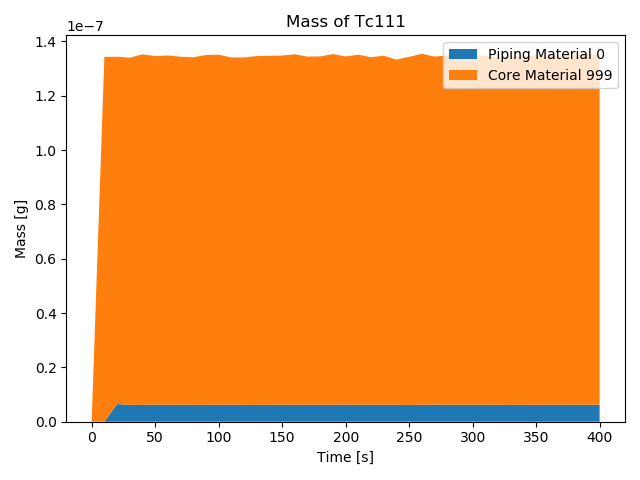 Mass of Tc111
1e−7
Piping Material 0
Core Material 999
1.4
1.2
1.0
0.8
0.6
0.4
0.2
0.0
Mass [g]
0 50 100 150 200 250 300 350 400
Time [s]